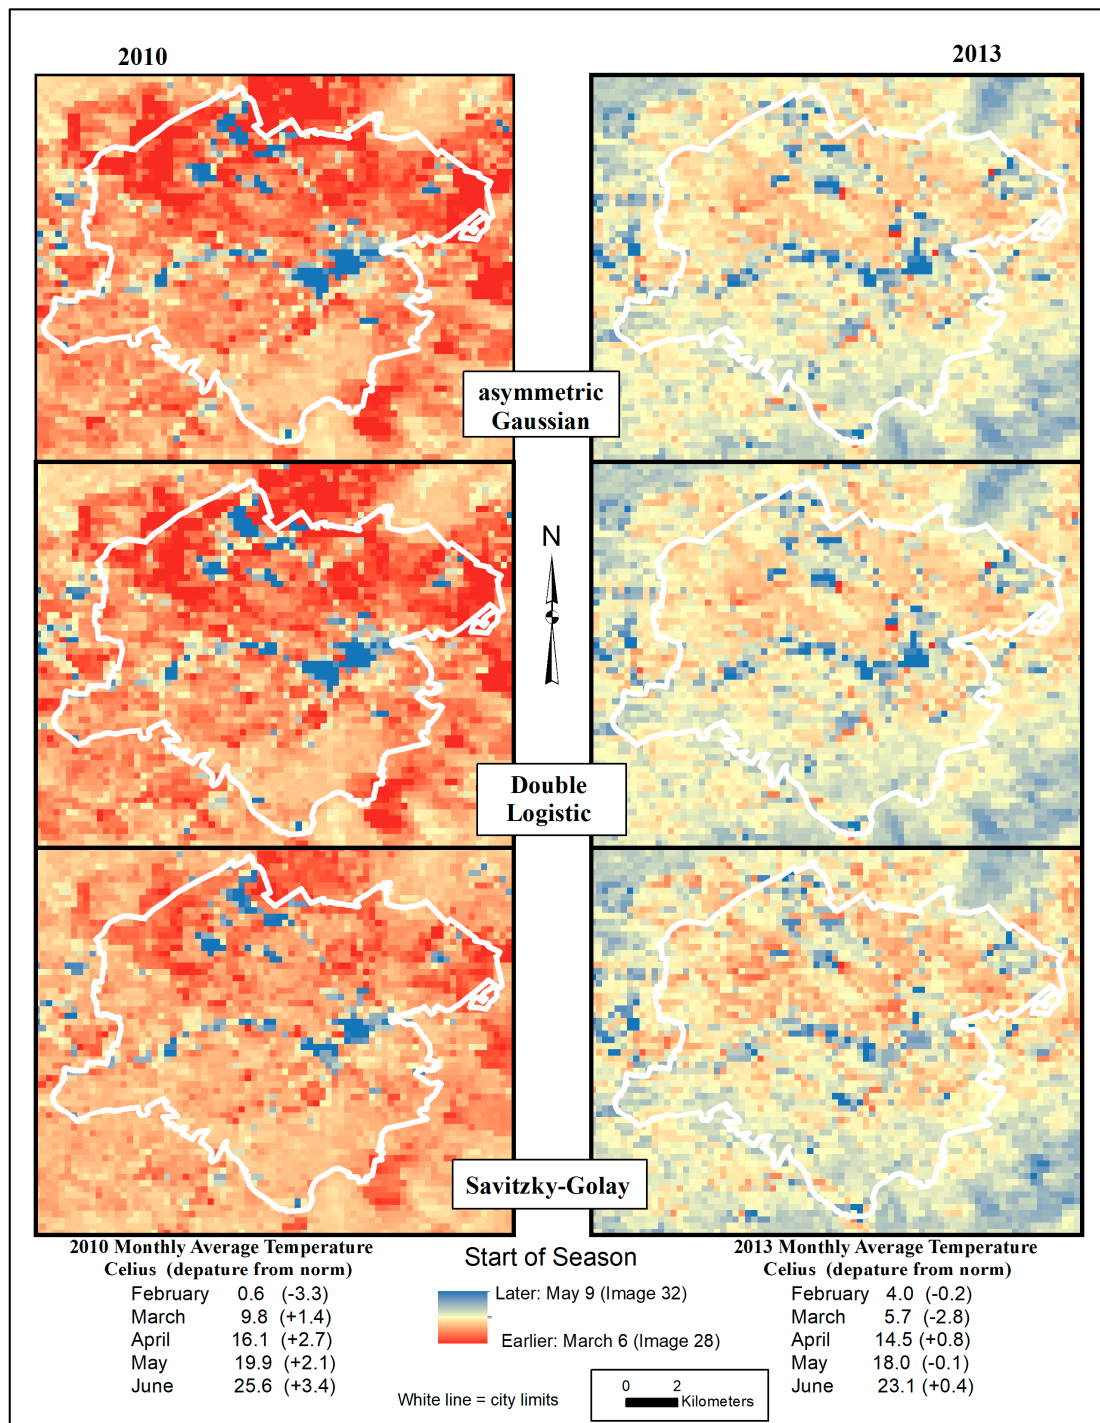 2010
2013
asymmetric
Gaussian
N
Double
Logistic
Savitzky-Golay
2010 Monthly Average Temperature
Celius (depature from norm)
February 0.6 (-3.3)
March 9.8 (+1.4)
April 16.1 (+2.7)
May 19.9 (+2.1)
June 25.6 (+3.4)
Start of Season
Later: May 9 (Image 32)
Earlier: March 6 (Image 28)
White line = city limits
0 2
Kilometers
2013 Monthly Average Temperature
Celius (depature from norm)
February 4.0 (-0.2)
March 5.7 (-2.8)
April 14.5 (+0.8)
May 18.0 (-0.1)
June 23.1 (+0.4)